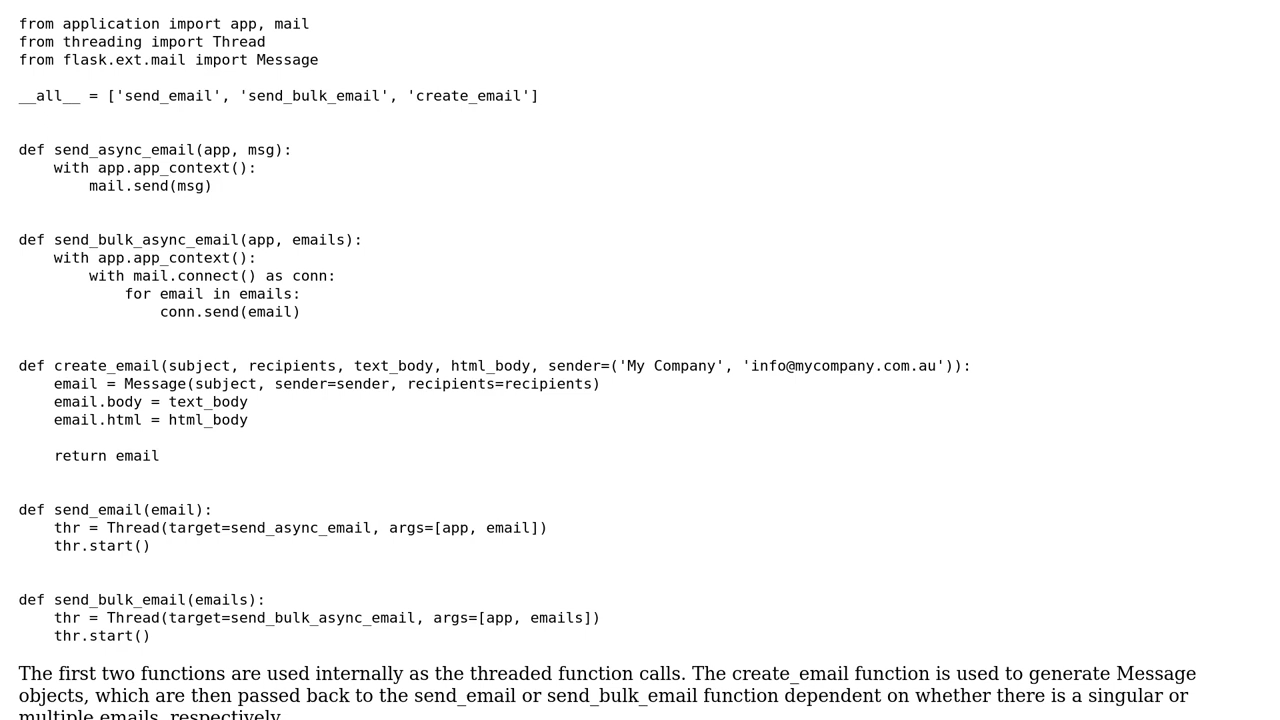 from application import app, mail
from threading import Thread
from flask.ext.mail import Message

__all__ = ['send_email', 'send_bulk_email', 'create_email']


def send_async_email(app, msg):
    with app.app_context():
        mail.send(msg)


def send_bulk_async_email(app, emails):
    with app.app_context():
        with mail.connect() as conn:
            for email in emails:
                conn.send(email)


def create_email(subject, recipients, text_body, html_body, sender=('My Company', 'info@mycompany.com.au')):
    email = Message(subject, sender=sender, recipients=recipients)
    email.body = text_body
    email.html = html_body

    return email


def send_email(email):
    thr = Thread(target=send_async_email, args=[app, email])
    thr.start()


def send_bulk_email(emails):
    thr = Thread(target=send_bulk_async_email, args=[app, emails])
    thr.start()

The first two functions are used internally as the threaded function calls. The create_email function is used to generate Message
objects, which are then passed back to the send_email or send_bulk_email function dependent on whether there is a singular or
multiple emails, respectively.